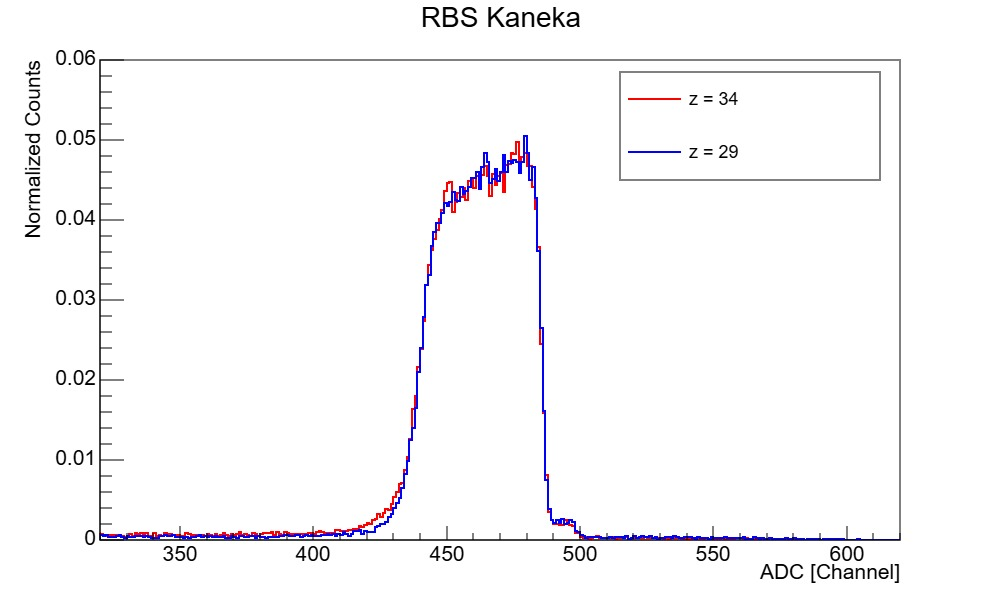 RBS Kaneka
Normalized Counts
0.06
0.05
0.04
0.03
0.02
0.01
0
z = 34
z = 29
350 400 450 500 550 600
ADC [Channel]